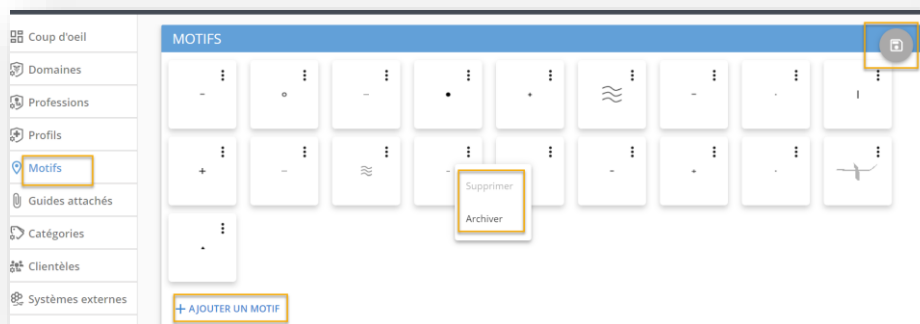 Coup d'oeil
Domaines
Professions
Profils
Motifs
Guides attachés
Catégories
Clientèles
Systèmes externes
MOTIFS
Supprimer
Archiver
+ AJOUTER UN MOTIF